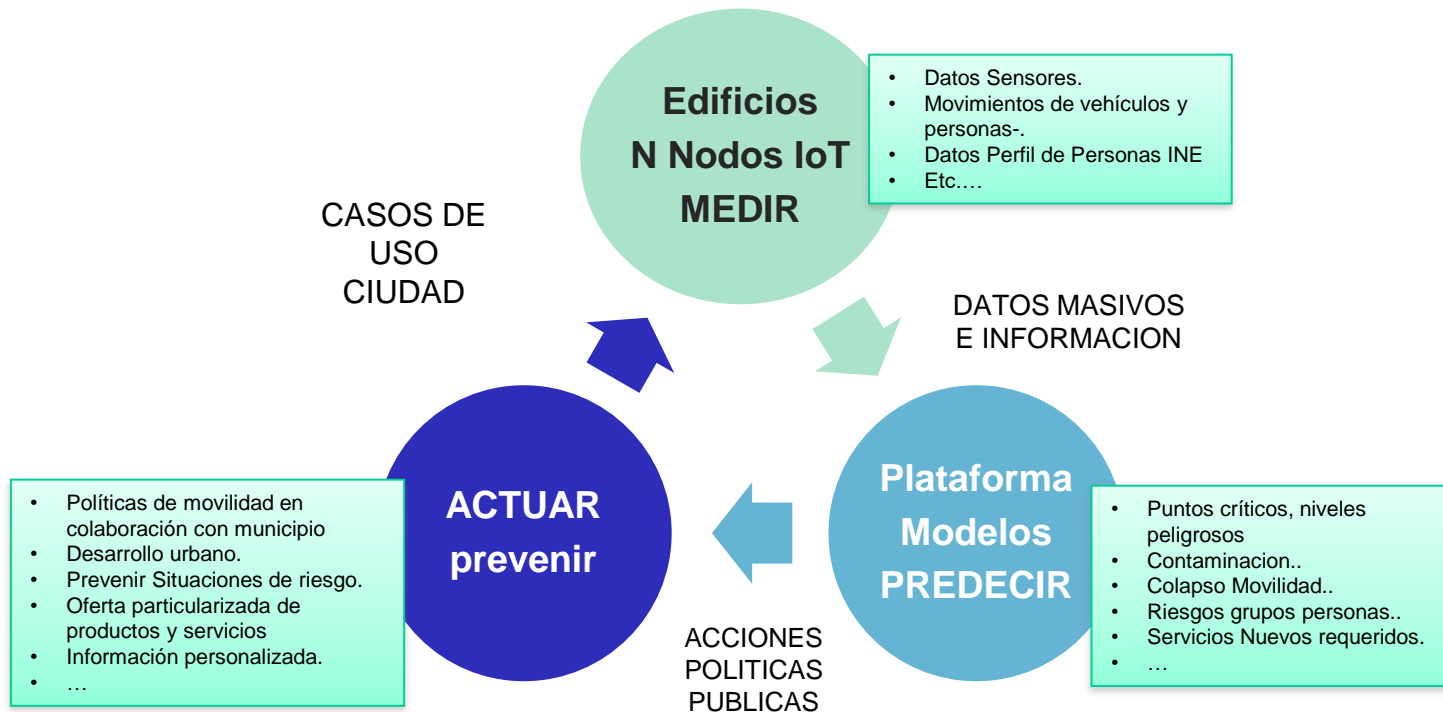 Edificios
N Nodos IoT
MEDIR
• Datos Sensores.
• Movimientos de vehículos y
personas-.
• Datos Perfil de Personas INE
• Etc.…
CASOS DE
USO
CIUDAD
DATOS MASIVOS
E INFORMACION
ACTUAR
prevenir
Plataforma
Modelos
PREDECIR
• Políticas de movilidad en
colaboración con municipio
• Desarrollo urbano.
• Prevenir Situaciones de riesgo.
• Oferta particularizada de
productos y servicios
• Información personalizada.
• …
• Puntos críticos, niveles
peligrosos
• Contaminacion..
• Colapso Movilidad..
• Riesgos grupos personas..
• Servicios Nuevos requeridos.
• …
ACCIONES
POLITICAS
PUBLICAS